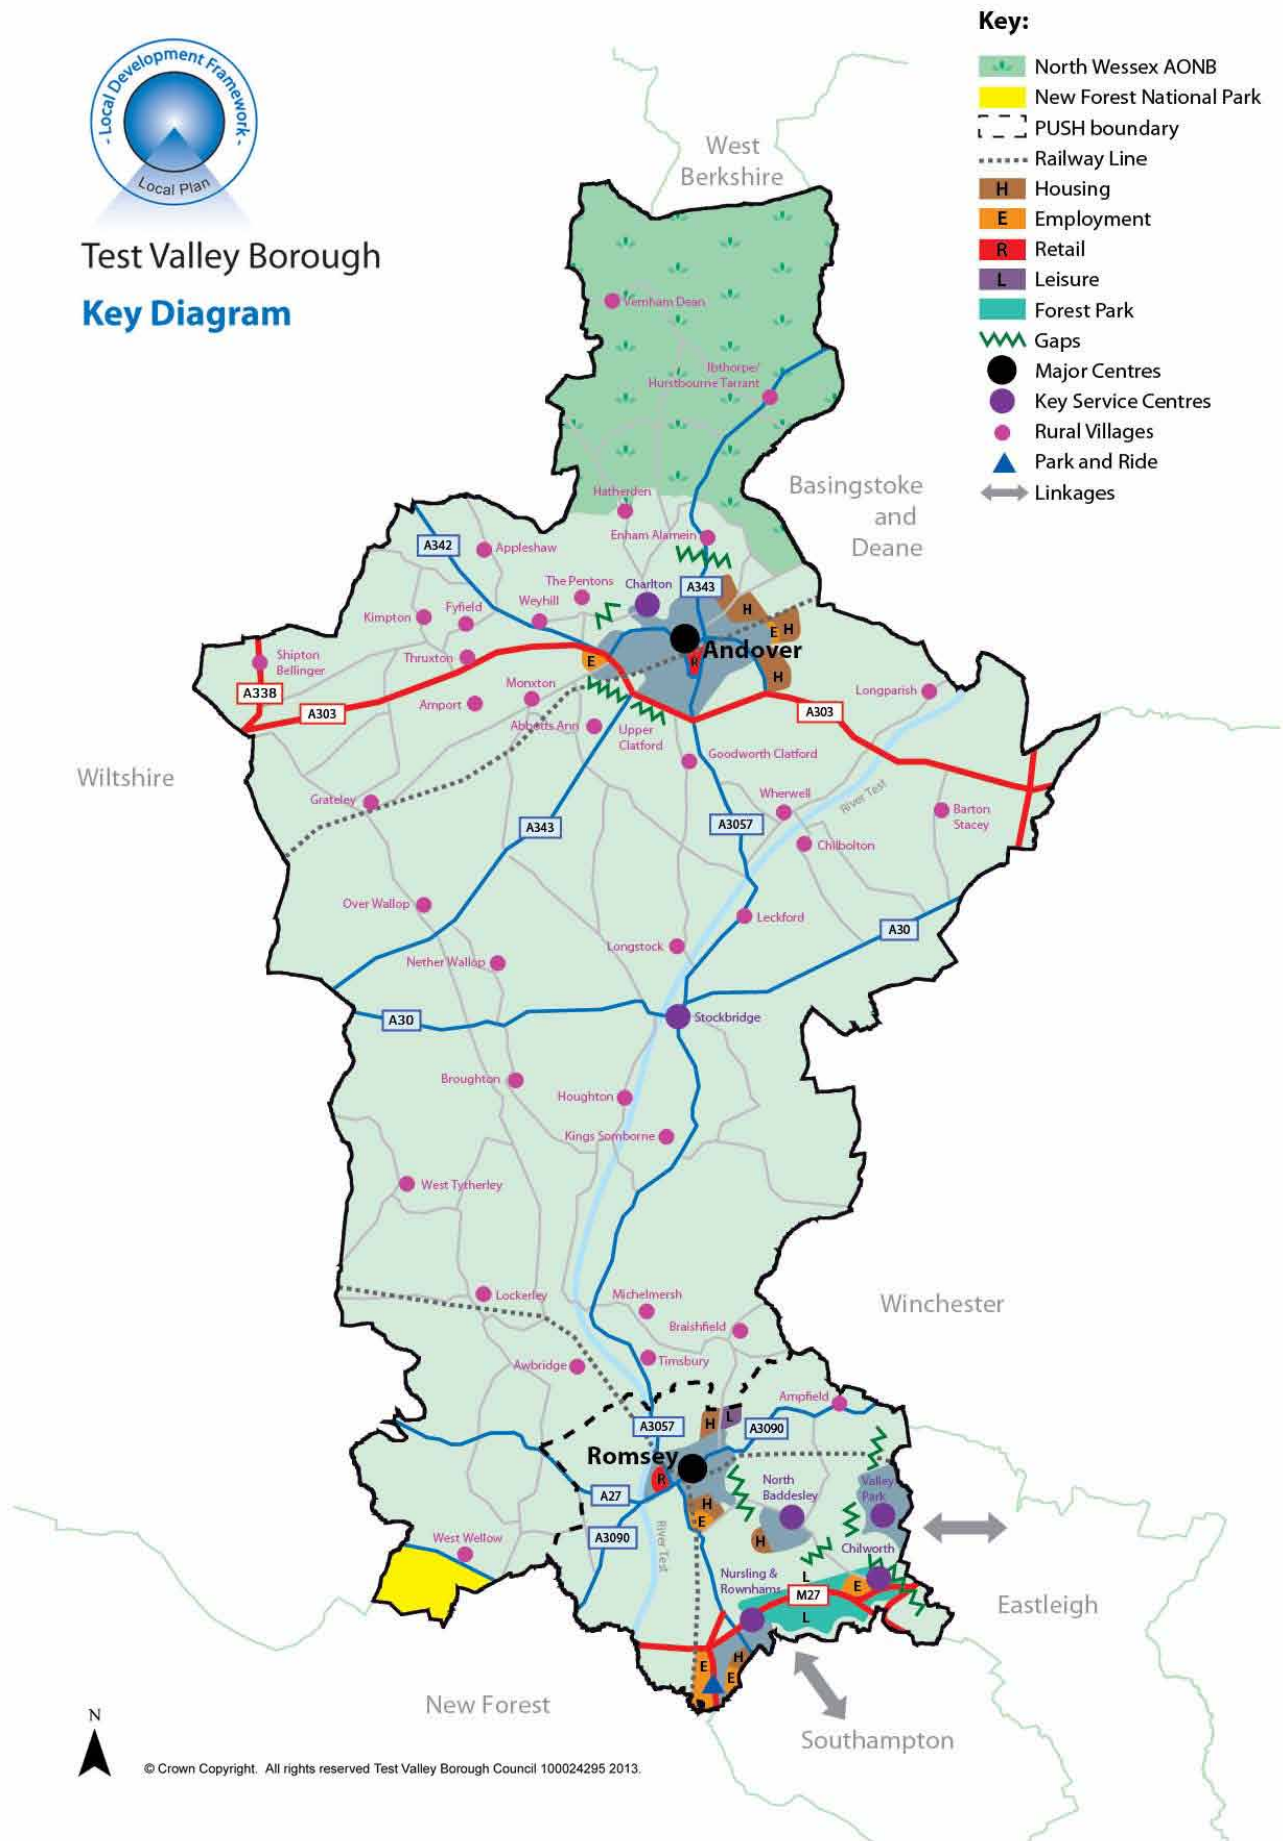 - Local Development Framework -
Local Plan
Test Valley Borough
Key Diagram
Key:
North Wessex AONB
New Forest National Park
PUSH boundary
Railway Line
H Housing
E Employment
R Retail
L Leisure
Forest Park
Gaps
Major Centres
Key Service Centres
Rural Villages
Park and Ride
Linkages
West
Berkshire
Vernham Dean
Ibthorpe/
Hurstbourne Tarrant
Basingstoke
and
Deane
Hatherden
Enham Alamein
A342
Appleshaw
The Pentons
Charlton
A343
Weyhill
Fyfield
Kimpton
H
E
H
Shipton
Bellinger
Thruxton
E
R
Andover
H
A338
A303
Monxton
Amport
Abbotts Ann
Upper
Clatford
A303
Longparish
Goodworth Clatford
Wiltshire
Grateley
A343
A3057
Wherwell
River Test
Barton
Stacey
Chilbolton
Over Wallop
Leckford
A30
Longstock
Nether Wallop
A30
Stockbridge
Broughton
Houghton
Kings Somborne
West Tytherley
Lockerley
Michelmersh
Braishfield
Winchester
Awbridge
Timsbury
Ampfield
A3057
H
L
A3090
Romsey
R
North
Baddesley
Valley
Park
A27
H
E
A3090
River Test
H
West Wellow
Chilworth
Nursling &
Rownhams
L
M27
E
L
Eastleigh
E
H
E
New Forest
Southampton
N
© Crown Copyright. All rights reserved Test Valley Borough Council 100024295 2013.